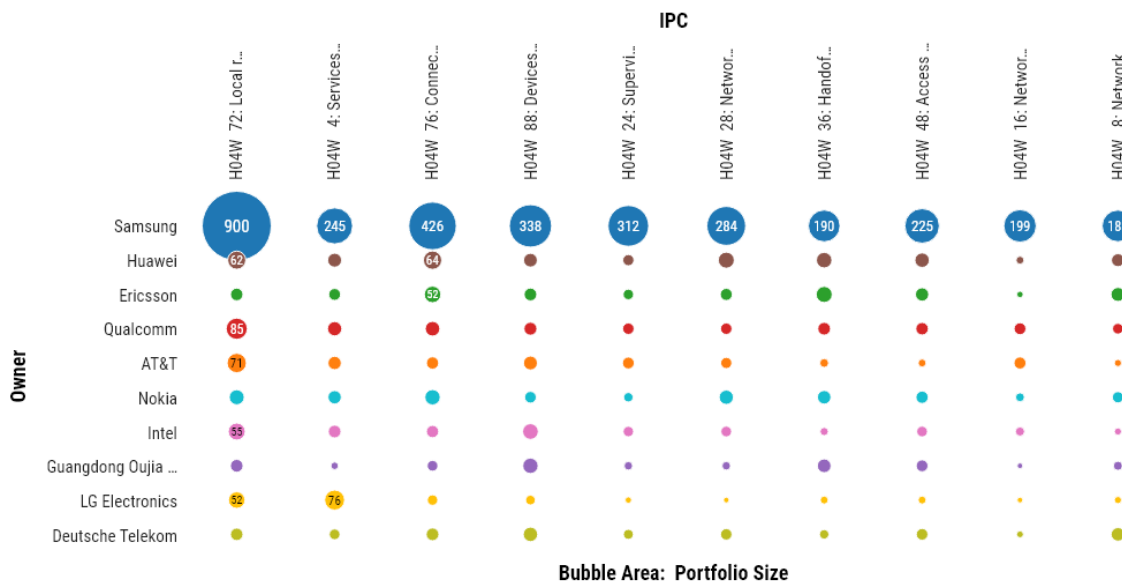 IPC
H04W 72: Local r...
H04W 4: Services...
H04W 76: Connec...
H04W 88: Devices...
H04W 24: Supervi...
H04W 28: Networ...
H04W 36: Handof...
H04W 48: Access ...
H04W 16: Networ...
H04W 8: Network
Owner
Samsung 900 245 426 338 312 284 190 225 199 18
Huawei 62 64
Ericsson 52
Qualcomm 85
AT&T 71
Nokia
Intel 55
Guangdong Oujia ...
LG Electronics 52 76
Deutsche Telekom
Bubble Area: Portfolio Size